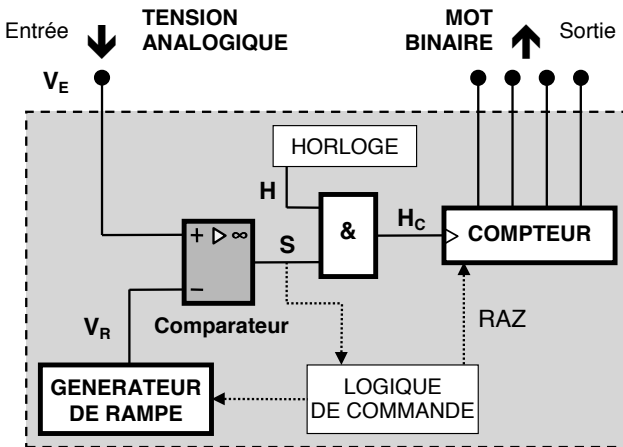 Entrée
TENSION
ANALOGIQUE
MOT
BINAIRE
Sortie
V_E
HORLOGE
H
&
H_C
COMPTEUR
+ ▷ ∞
S
−
V_R
Comparateur
RAZ
GENERATEUR
DE RAMPE
LOGIQUE
DE COMMANDE